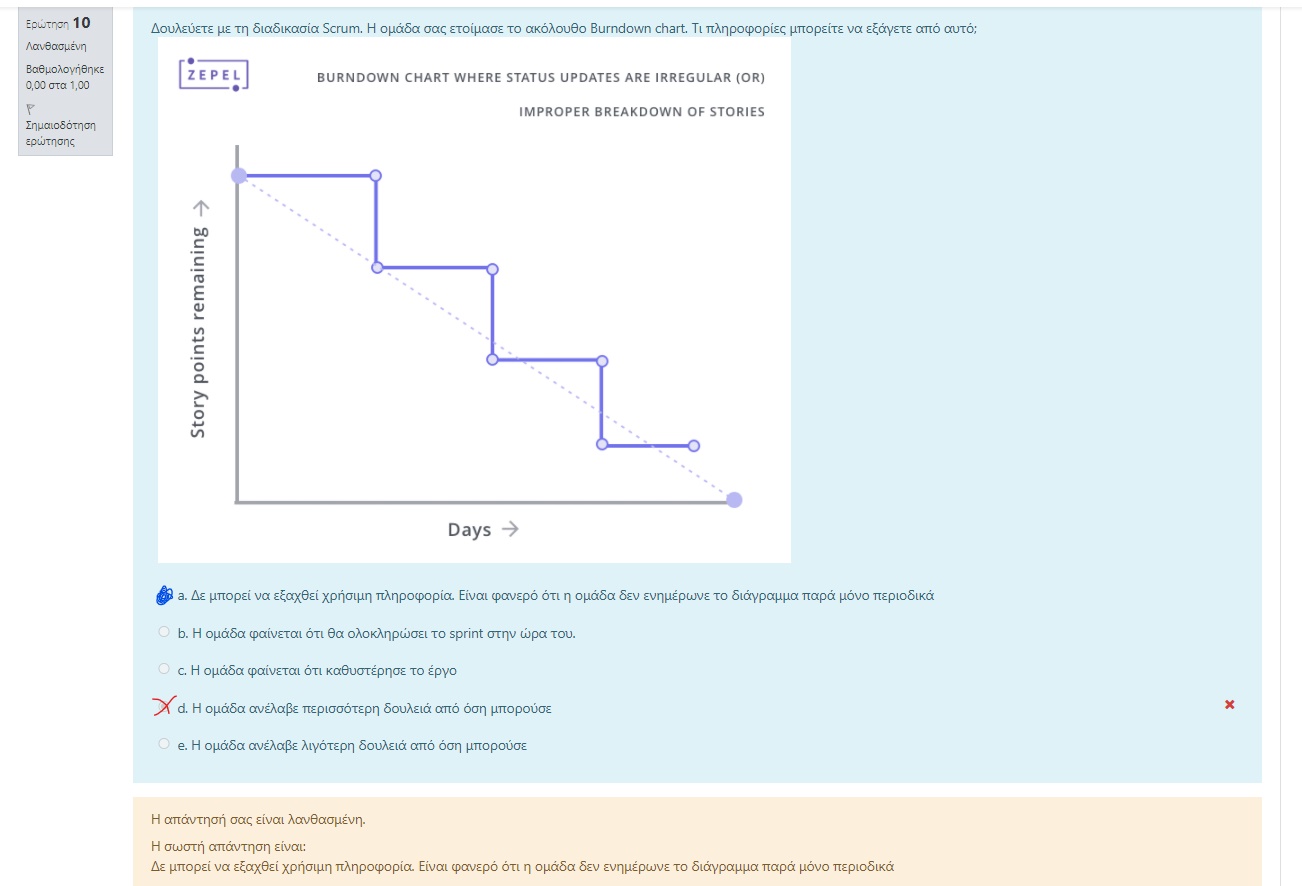 Ερώτηση 10
Λανθασμένη
Βαθμολογήθηκε
0,00 στα 1,00
Σημαιοδότηση
ερώτησης
Δουλεύετε με τη διαδικασία Scrum. Η ομάδα σας ετοίμασε το ακόλουθο Burndown chart. Τι πληροφορίες μπορείτε να εξάγετε από αυτό;
ZEPEL
BURNDOWN CHART WHERE STATUS UPDATES ARE IRREGULAR (OR)
IMPROPER BREAKDOWN OF STORIES
Story points remaining →
Days →
a. Δε μπορεί να εξαχθεί χρήσιμη πληροφορία. Είναι φανερό ότι η ομάδα δεν ενημέρωνε το διάγραμμα παρά μόνο περιοδικά
b. Η ομάδα φαίνεται ότι θα ολοκληρώσει το sprint στην ώρα του.
c. Η ομάδα φαίνεται ότι καθυστέρησε το έργο
d. Η ομάδα ανέλαβε περισσότερη δουλειά από όση μπορούσε
e. Η ομάδα ανέλαβε λιγότερη δουλειά από όση μπορούσε
Η απάντησή σας είναι λανθασμένη.
Η σωστή απάντηση είναι:
Δε μπορεί να εξαχθεί χρήσιμη πληροφορία. Είναι φανερό ότι η ομάδα δεν ενημέρωνε το διάγραμμα παρά μόνο περιοδικά